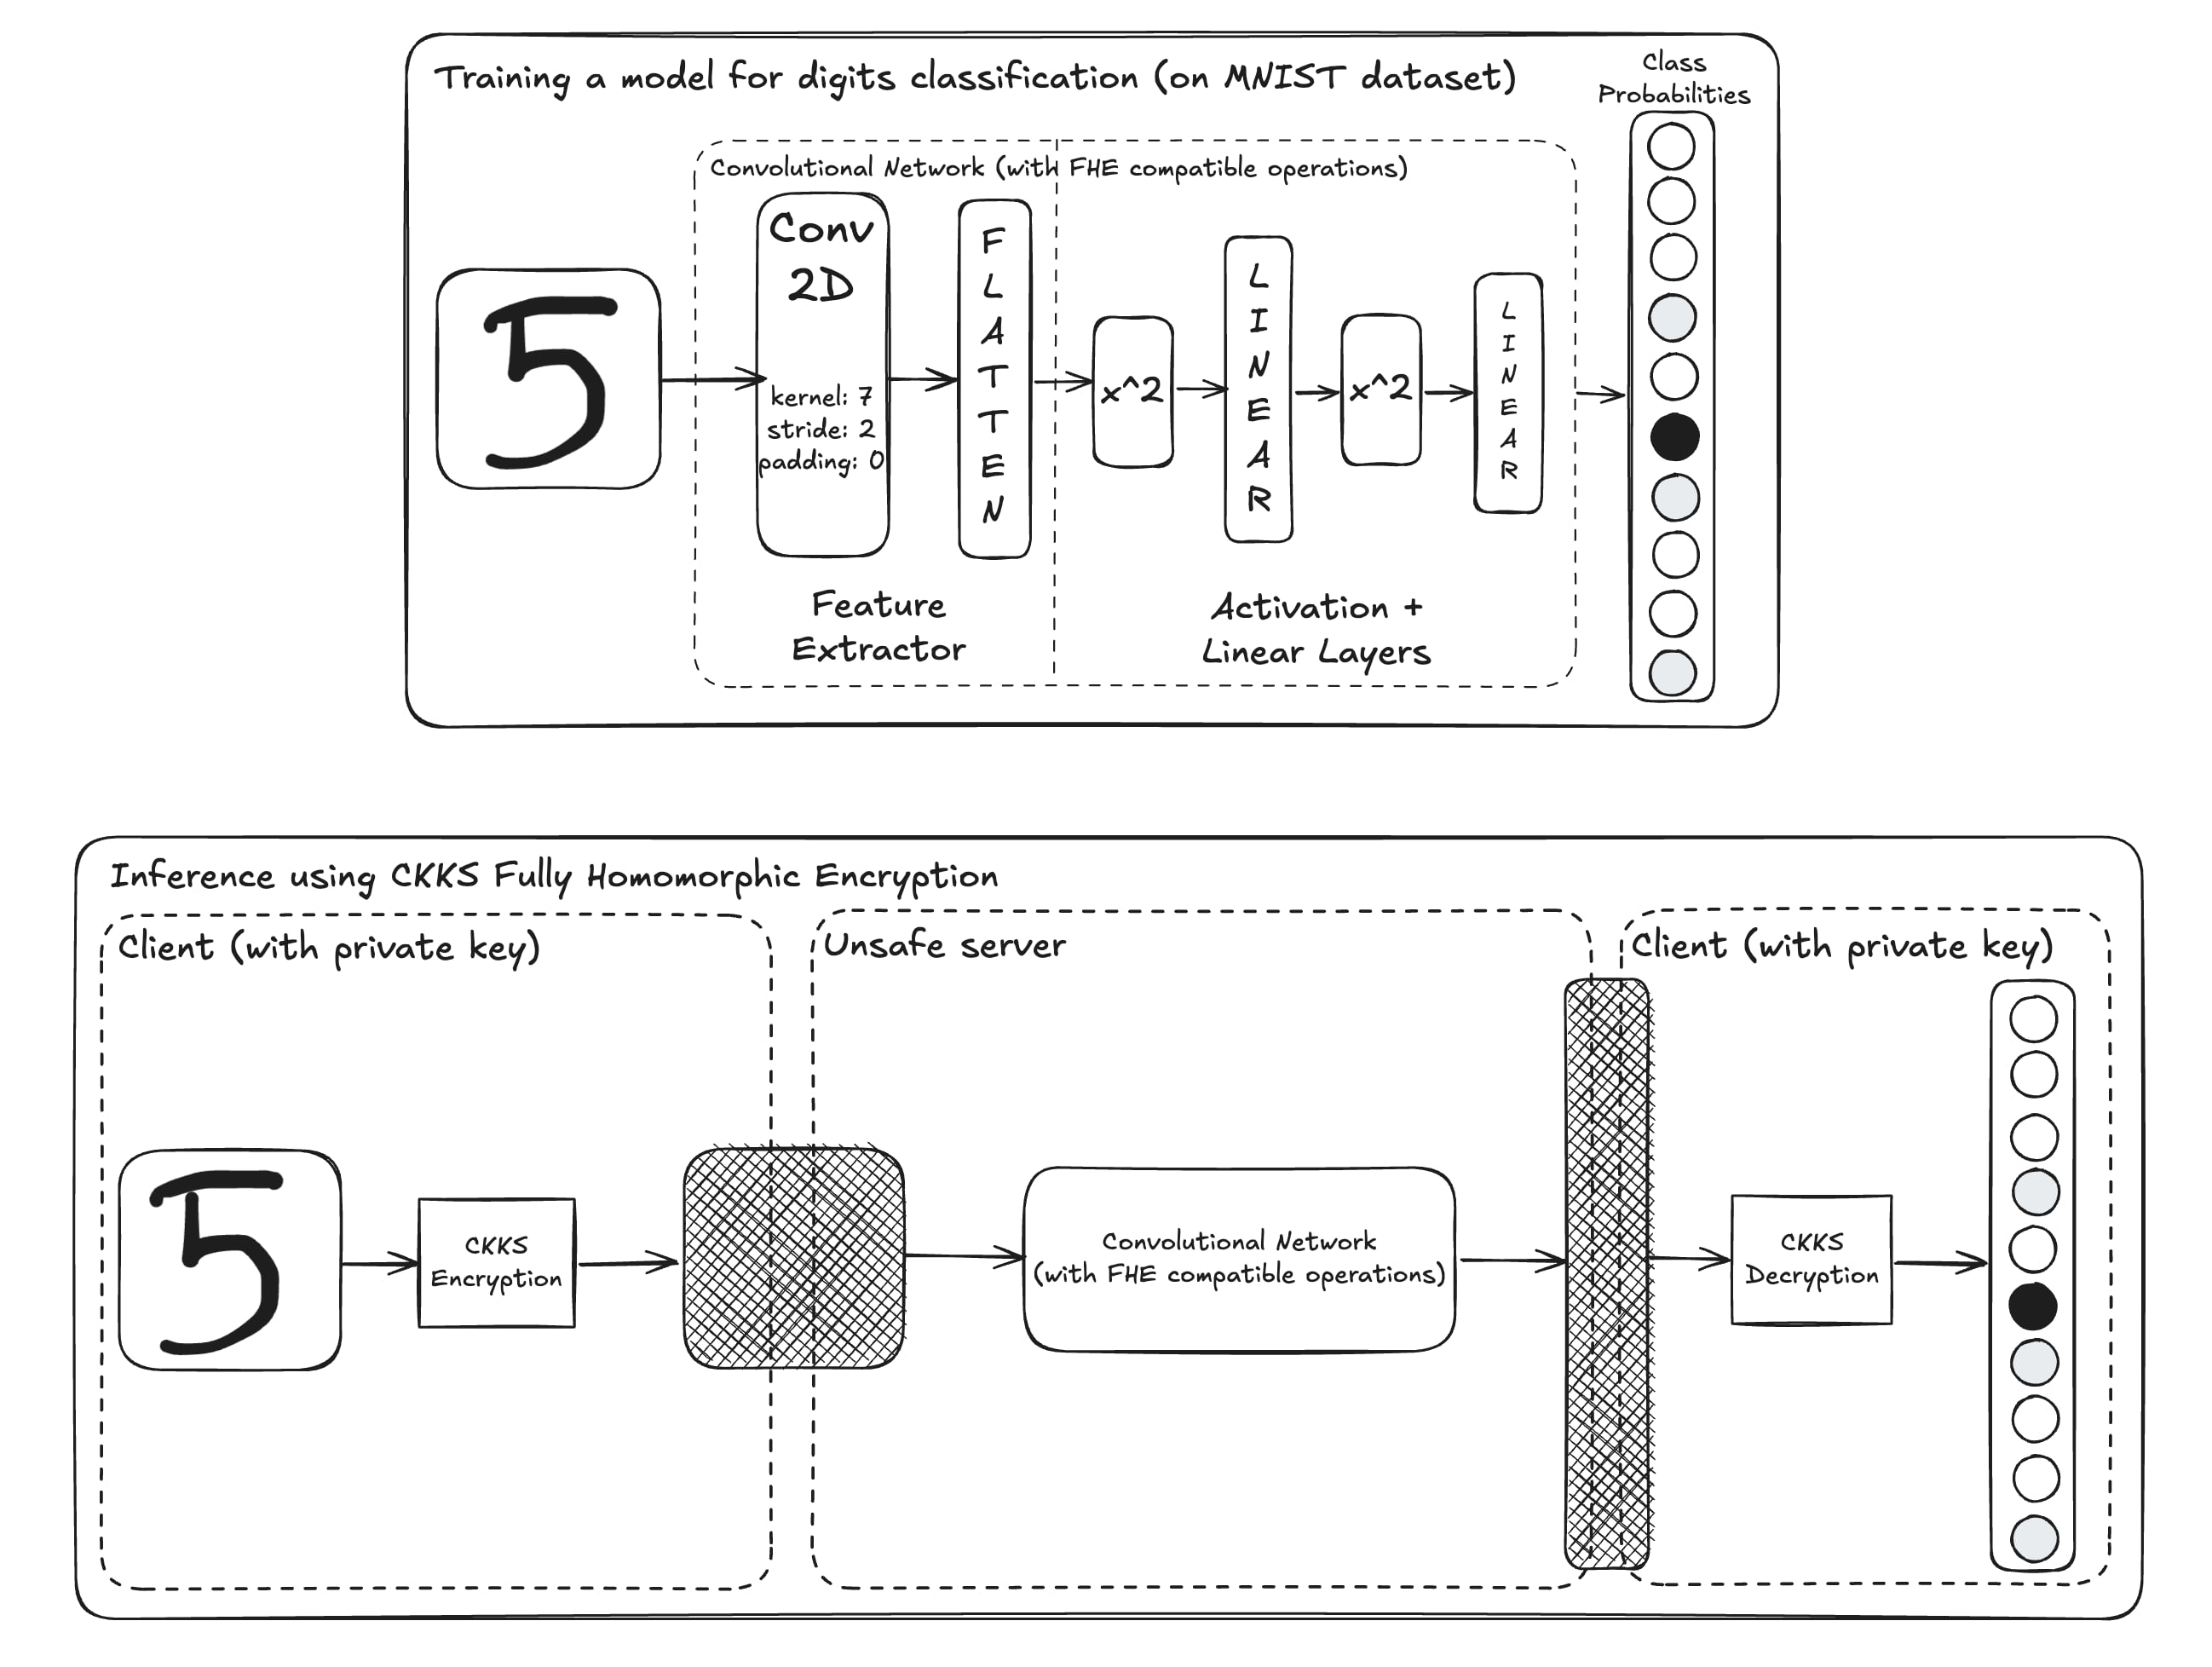 Training a model for digits classification (on MNIST dataset)
Class
Probabilities
Convolutional Network (with FHE compatible operations)
5
Conv
2D
kernel: 7
stride: 2
padding: 0
FLATTEN
x^2
LINEAR
x^2
LINEAR
Feature
Extractor
Activation +
Linear Layers
Inference using CKKS Fully Homomorphic Encryption
Client (with private key)
5
CKKS
Encryption
Unsafe server
Convolutional Network
(with FHE compatible operations)
Client (with private key)
CKKS
Decryption